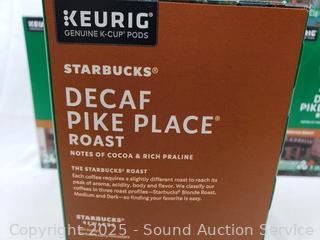 KEURIG
GENUINE K-CUP® PODS
STARBUCKS®
DECAF
PIKE PLACE®
ROAST
NOTES OF COCOA & RICH PRALINE
THE STARBUCKS® ROAST
Each coffee requires a slightly different roast to reach its
peak of aroma, acidity, body and flavor. We classify our
coffees in three roast profiles—Starbucks® Blonde Roast,
Medium and Dark—so finding your favorite is easy.
STARBUCKS®
Copyright 2025 - Sound Auction Service